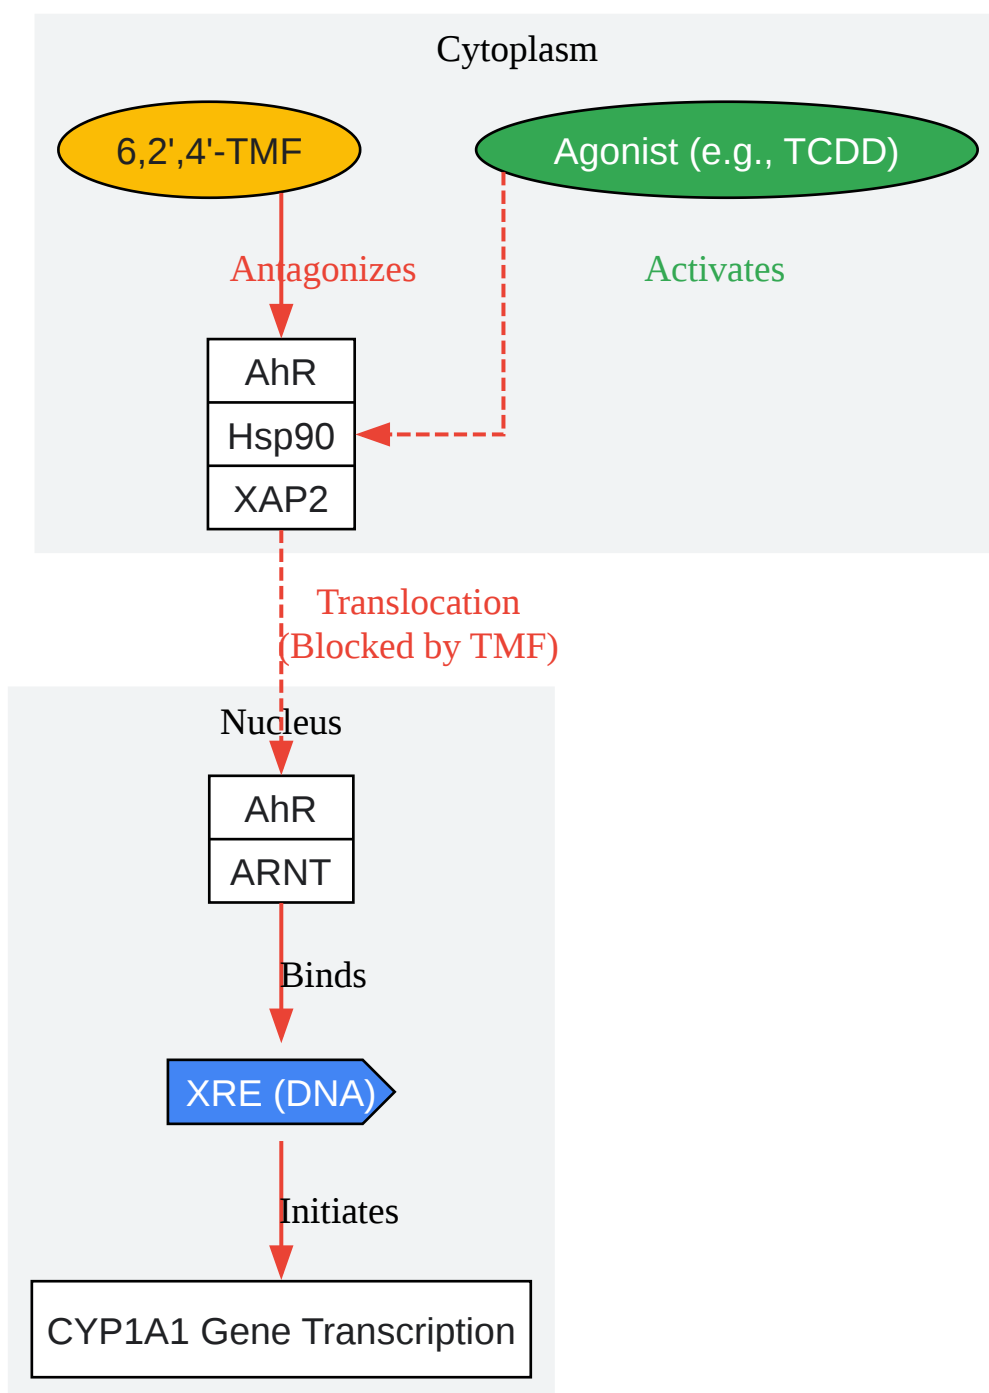 Cytoplasm
6,2',4'-TMF
Agonist (e.g., TCDD)
Antagonizes
Activates
AhR
Hsp90
XAP2
Translocation
(Blocked by TMF)
Nucleus
AhR
ARNT
Binds
XRE (DNA)
Initiates
CYP1A1 Gene Transcription